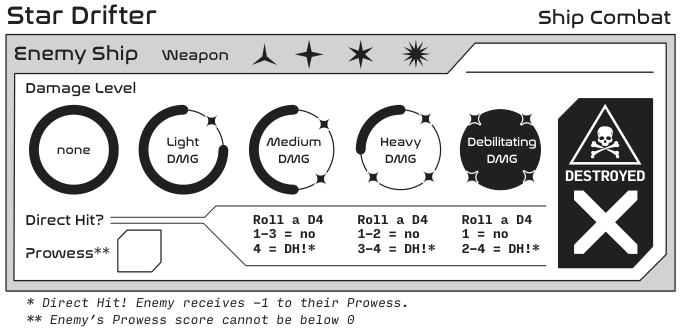 Star Drifter
Ship Combat
Enemy Ship Weapon
Damage Level
none
Light
DMG
Medium
DMG
Heavy
DMG
Debilitating
DMG
DESTROYED
Direct Hit?
Prowess**
Roll a D4
1-3 = no
4 = DH!*
Roll a D4
1-2 = no
3-4 = DH!*
Roll a D4
1 = no
2-4 = DH!*
* Direct Hit! Enemy receives -1 to their Prowess.
** Enemy's Prowess score cannot be below 0